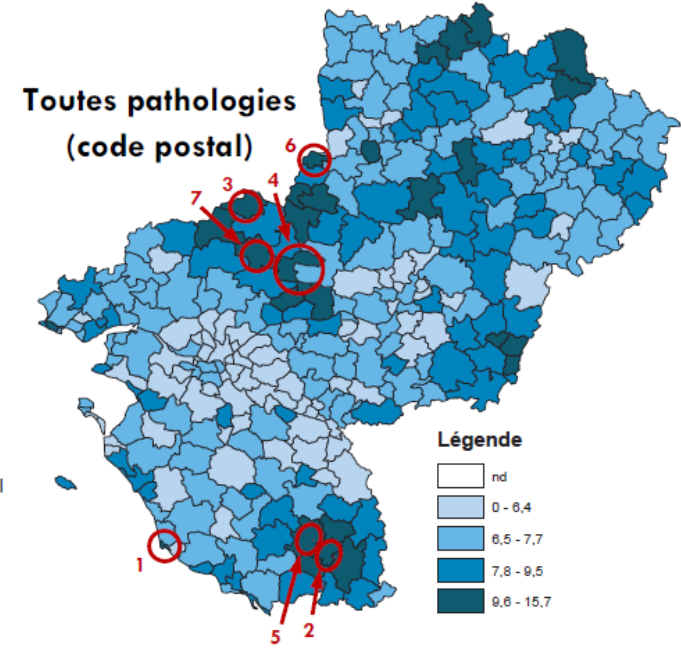 Toutes pathologies
(code postal)
6
3
4
7
1
5
2
Légende
nd
0 - 6,4
6,5 - 7,7
7,8 - 9,5
9,6 - 15,7